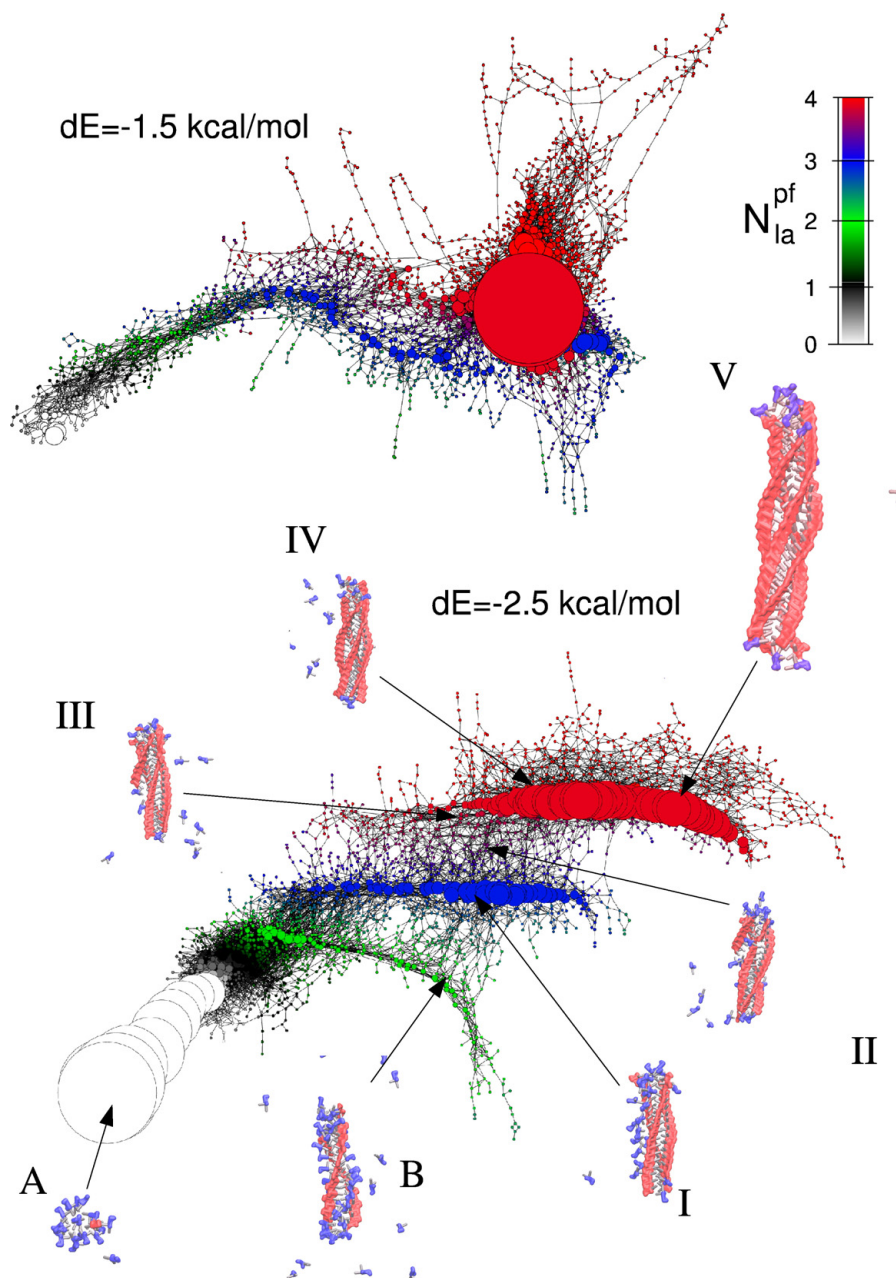 dE=-1.5 kcal/mol
4
3
N_la^pf 2
1
0
V
IV
dE=-2.5 kcal/mol
III
II
A
B
I